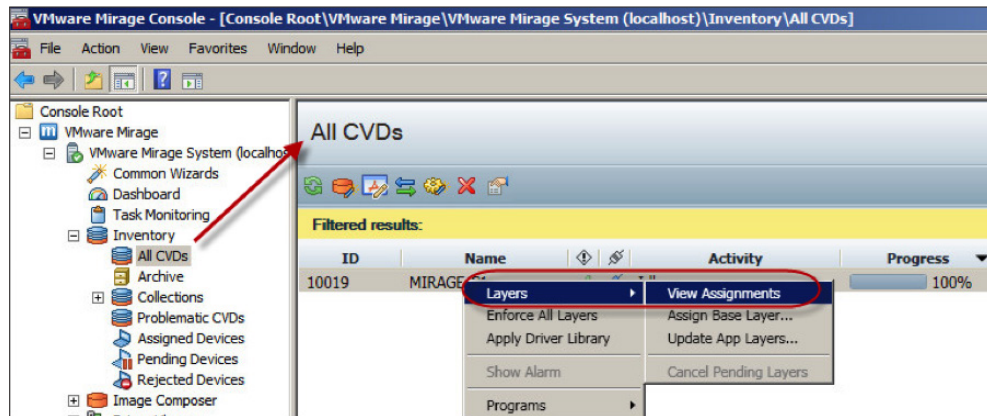 VMware Mirage Console - [Console Root\VMware Mirage\VMware Mirage System (localhost)\Inventory\All CVDs]
File Action View Favorites Window Help
Console Root
VMware Mirage
VMware Mirage System (localhos
Common Wizards
Dashboard
Task Monitoring
Inventory
All CVDs
Archive
Collections
Problematic CVDs
Assigned Devices
Pending Devices
Rejected Devices
Image Composer
All CVDs
Filtered results:
ID Name Activity Progress
10019 MIRAGE 100%
Layers
Enforce All Layers
Apply Driver Library
Show Alarm
Programs
View Assignments
Assign Base Layer...
Update App Layers...
Cancel Pending Layers